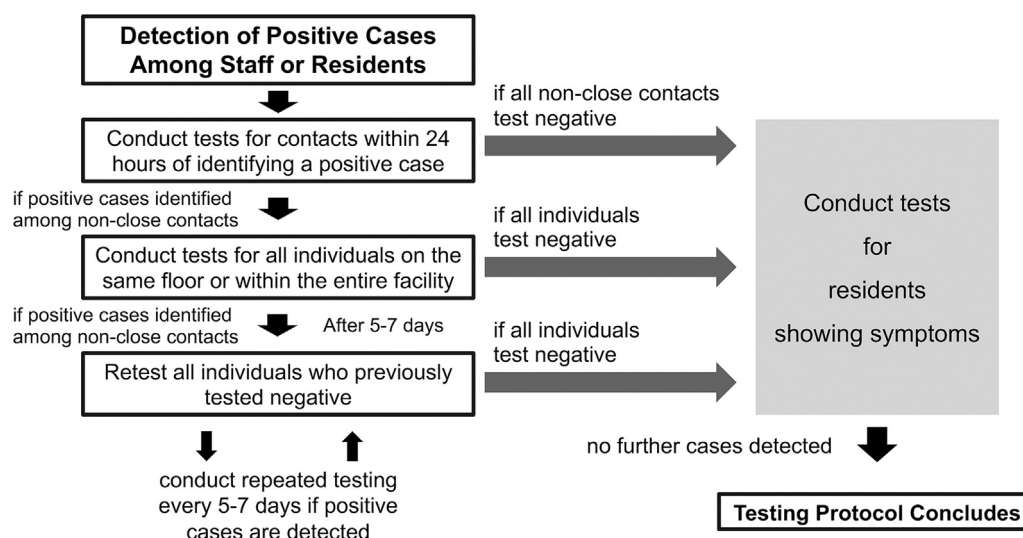 Detection of Positive Cases
Among Staff or Residents
if all non-close contacts
test negative
Conduct tests for contacts within 24
hours of identifying a positive case
if positive cases identified
among non-close contacts
if all individuals
test negative
Conduct tests for all individuals on the
same floor or within the entire facility
if positive cases identified
among non-close contacts
After 5-7 days
if all individuals
test negative
Retest all individuals who previously
tested negative
conduct repeated testing
every 5-7 days if positive
cases are detected
Conduct tests
for
residents
showing symptoms
no further cases detected
Testing Protocol Concludes